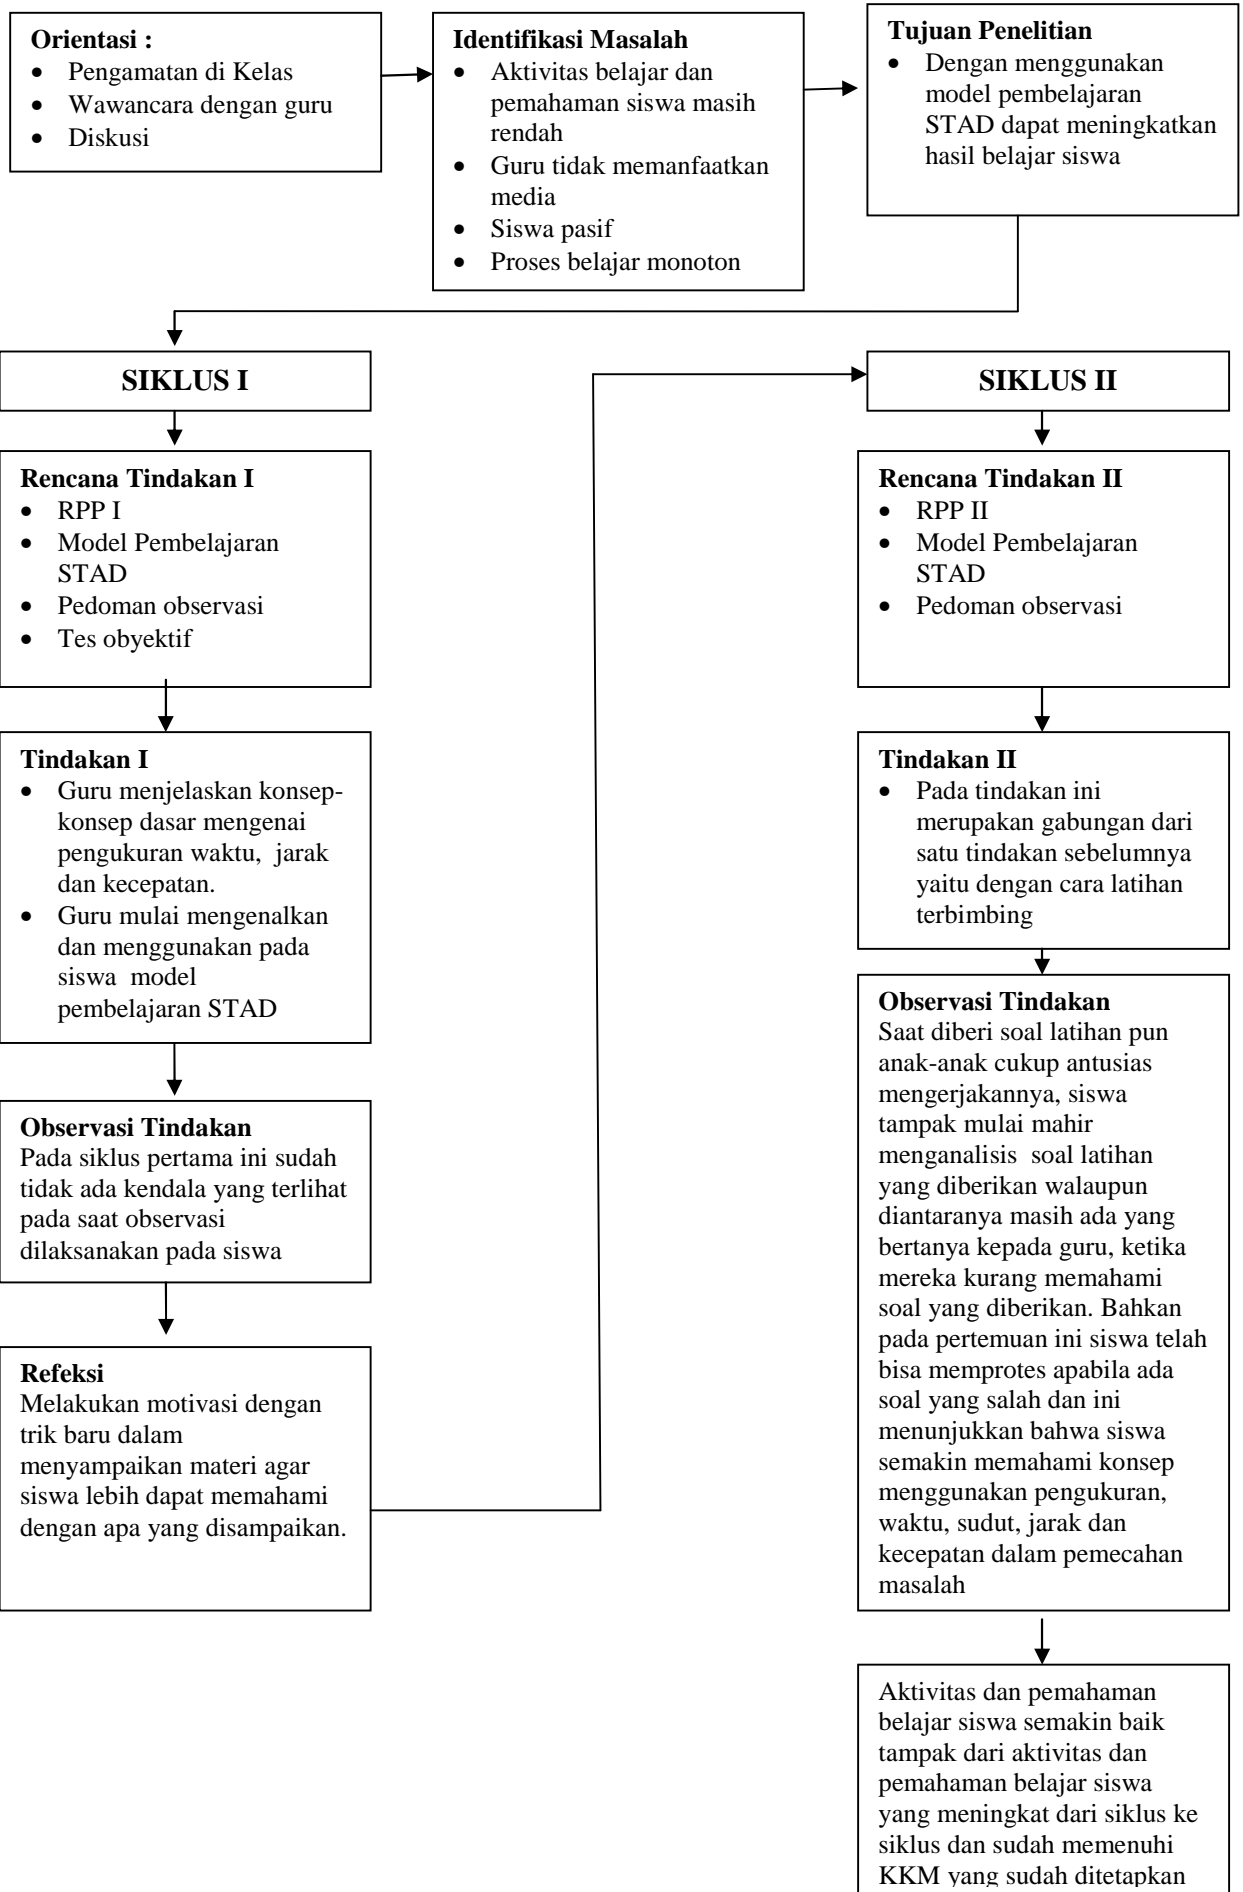 Orientasi :
• Pengamatan di Kelas
• Wawancara dengan guru
• Diskusi
Identifikasi Masalah
• Aktivitas belajar dan
pemahaman siswa masih
rendah
• Guru tidak memanfaatkan
media
• Siswa pasif
• Proses belajar monoton
Tujuan Penelitian
• Dengan menggunakan
model pembelajaran
STAD dapat meningkatkan
hasil belajar siswa
SIKLUS I
Rencana Tindakan I
• RPP I
• Model Pembelajaran
STAD
• Pedoman observasi
• Tes obyektif
Tindakan I
• Guru menjelaskan konsep-
konsep dasar mengenai
pengukuran waktu, jarak
dan kecepatan.
• Guru mulai mengenalkan
dan menggunakan pada
siswa model
pembelajaran STAD
Observasi Tindakan
Pada siklus pertama ini sudah
tidak ada kendala yang terlihat
pada saat observasi
dilaksanakan pada siswa
Refeksi
Melakukan motivasi dengan
trik baru dalam
menyampaikan materi agar
siswa lebih dapat memahami
dengan apa yang disampaikan.
SIKLUS II
Rencana Tindakan II
• RPP II
• Model Pembelajaran
STAD
• Pedoman observasi
Tindakan II
• Pada tindakan ini
merupakan gabungan dari
satu tindakan sebelumnya
yaitu dengan cara latihan
terbimbing
Observasi Tindakan
Saat diberi soal latihan pun
anak-anak cukup antusias
mengerjakannya, siswa
tampak mulai mahir
menganalisis soal latihan
yang diberikan walaupun
diantaranya masih ada yang
bertanya kepada guru, ketika
mereka kurang memahami
soal yang diberikan. Bahkan
pada pertemuan ini siswa telah
bisa memprotes apabila ada
soal yang salah dan ini
menunjukkan bahwa siswa
semakin memahami konsep
menggunakan pengukuran,
waktu, sudut, jarak dan
kecepatan dalam pemecahan
masalah
Aktivitas dan pemahaman
belajar siswa semakin baik
tampak dari aktivitas dan
pemahaman belajar siswa
yang meningkat dari siklus ke
siklus dan sudah memenuhi
KKM yang sudah ditetapkan